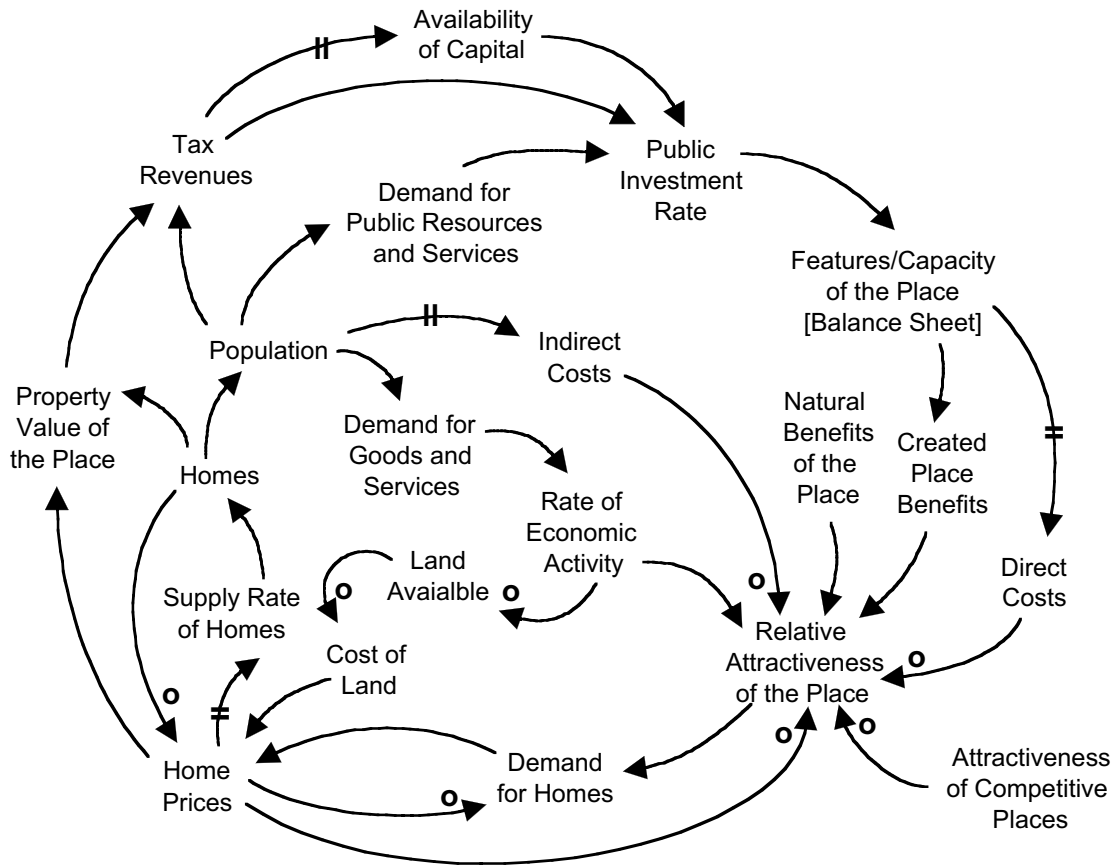 Availability
of Capital
Tax
Revenues
Public
Investment
Rate
Demand for
Public Resources
and Services
Features/Capacity
of the Place
[Balance Sheet]
Population
Indirect
Costs
Property
Value of
the Place
Natural
Benefits
of the
Place
Demand for
Goods and
Services
Created
Place
Benefits
Homes
Rate of
Economic
Activity
Land
Avaialble
o
o
o
Direct
Costs
Supply Rate
of Homes
Relative
Attractiveness
of the Place
o
Cost of
Land
o
o
o
Home
Prices
Demand
for Homes
o
Attractiveness
of Competitive
Places